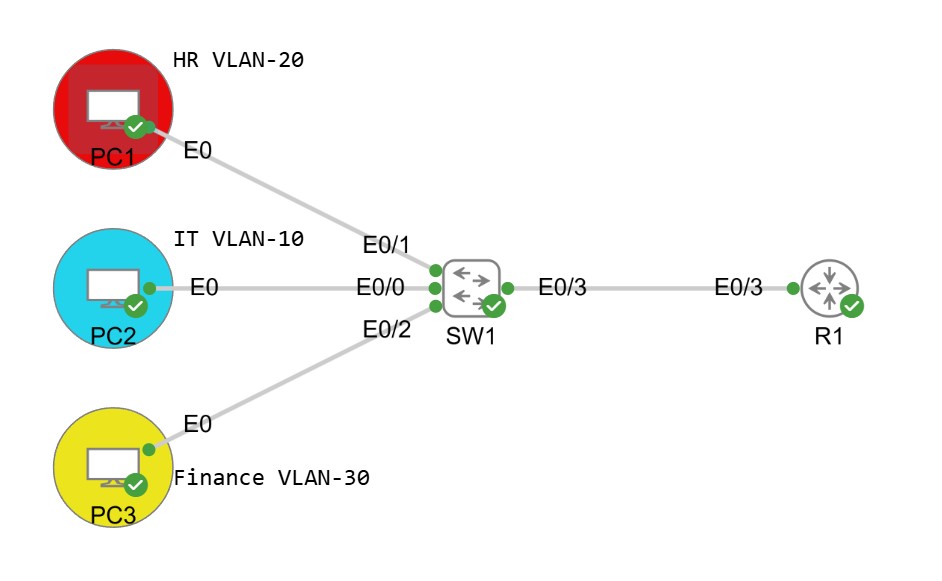 HR VLAN-20
PC1
E0
IT VLAN-10
E0/1
E0
E0/0
E0/3
E0/3
PC2
E0/2
SW1
R1
E0
Finance VLAN-30
PC3